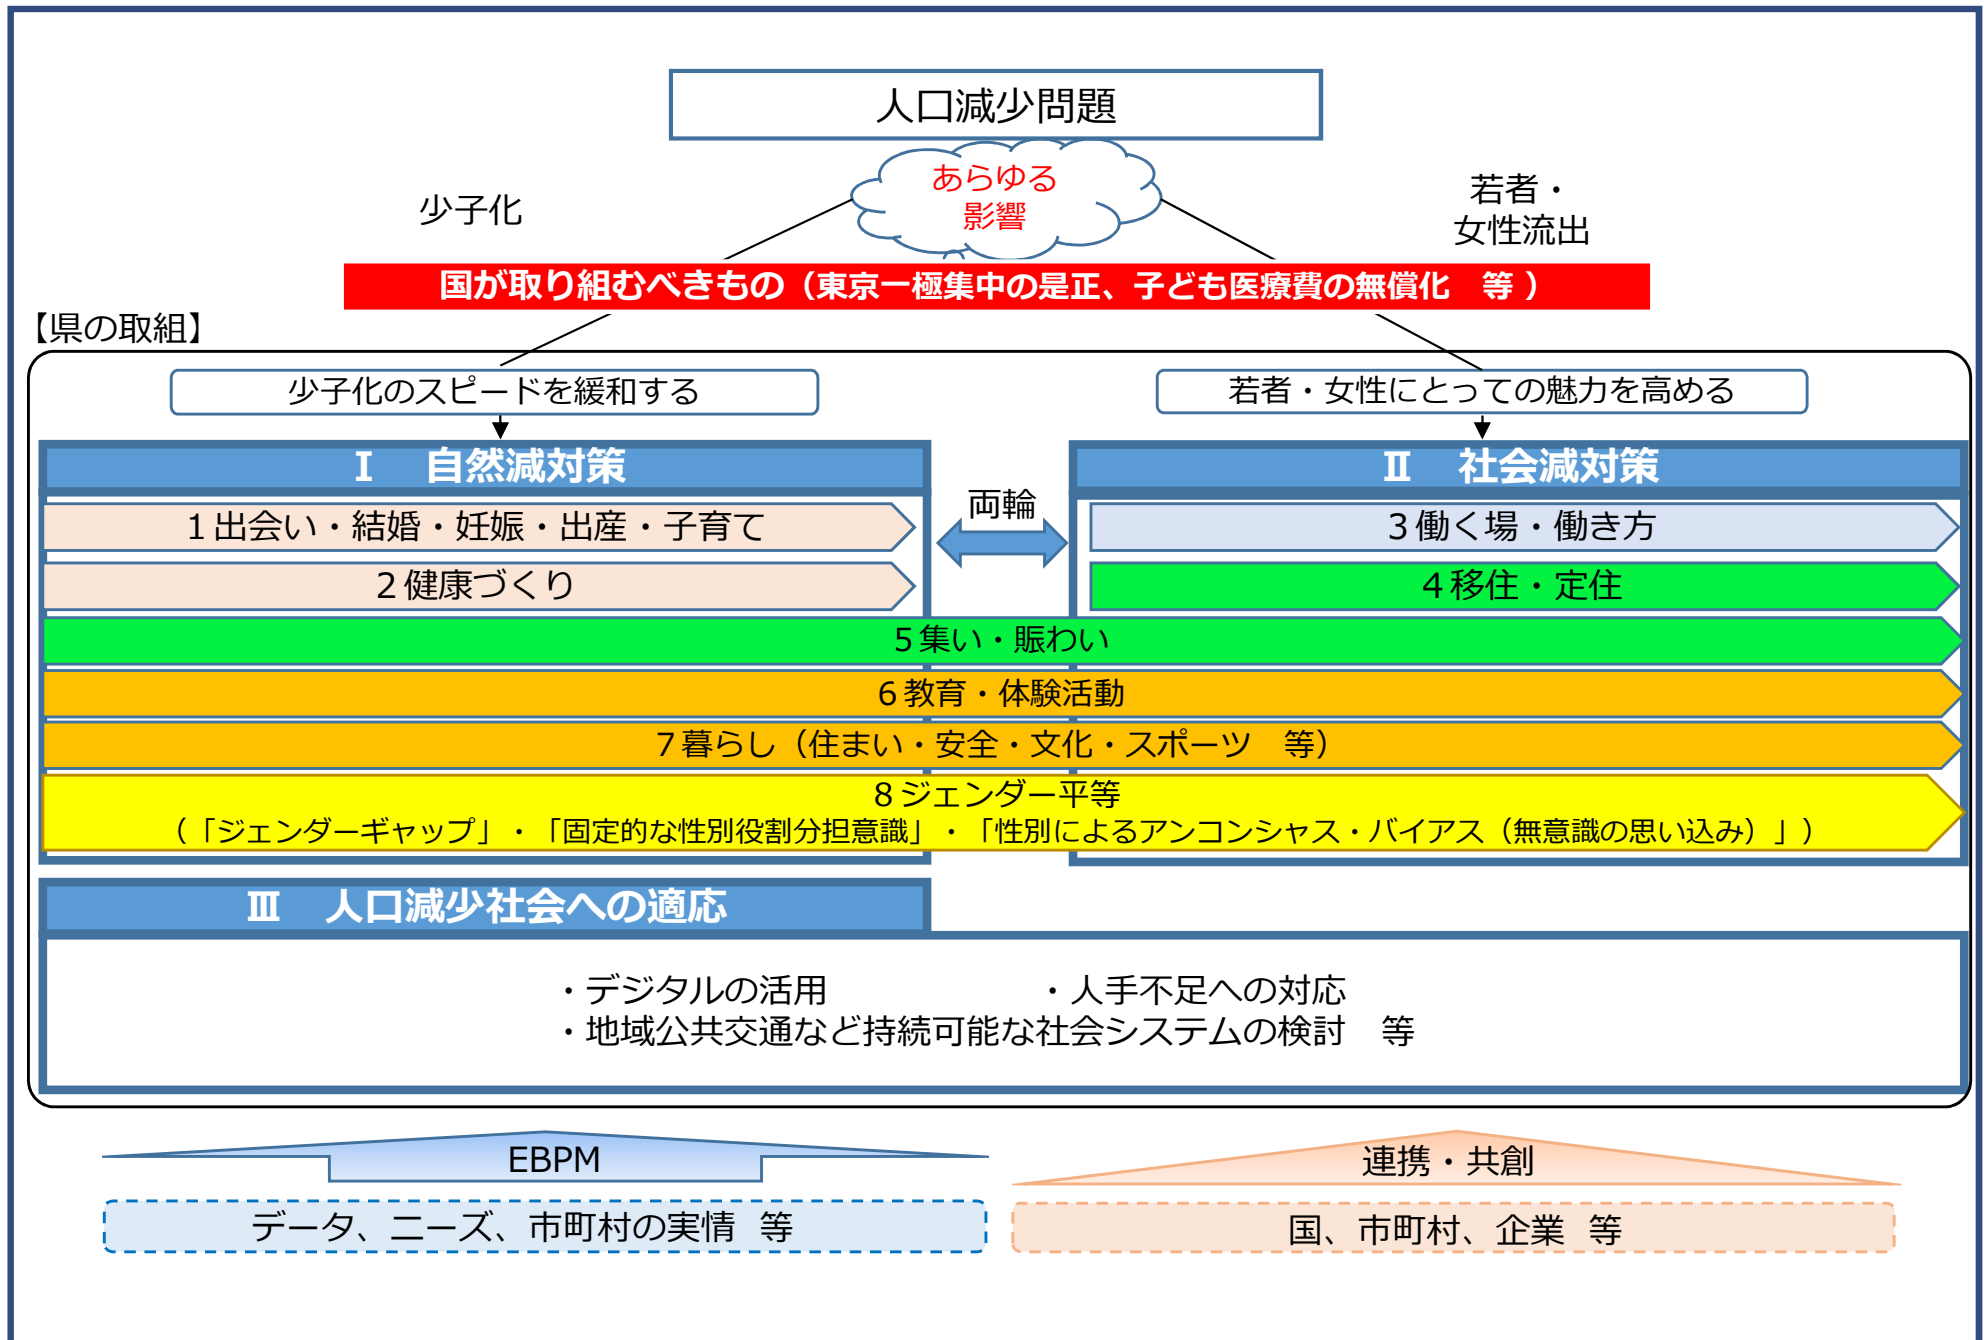 人口減少問題
あらゆる
影響
少子化
若者・
女性流出
国が取り組むべきもの（東京一極集中の是正、子ども医療費の無償化　等 ）
【県の取組】
少子化のスピードを緩和する
若者・女性にとっての魅力を高める
Ⅰ　自然減対策
Ⅱ　社会減対策
両輪
１出会い・結婚・妊娠・出産・子育て
３働く場・働き方
２健康づくり
４移住・定住
５集い・賑わい
６教育・体験活動
７暮らし（住まい・安全・文化・スポーツ　等）
８ジェンダー平等
（「ジェンダーギャップ」・「固定的な性別役割分担意識」・「性別によるアンコンシャス・バイアス（無意識の思い込み）」）
Ⅲ　人口減少社会への適応
・デジタルの活用　　　　　　・人手不足への対応
・地域公共交通など持続可能な社会システムの検討　等
EBPM
連携・共創
データ、ニーズ、市町村の実情 等
国、市町村、企業 等